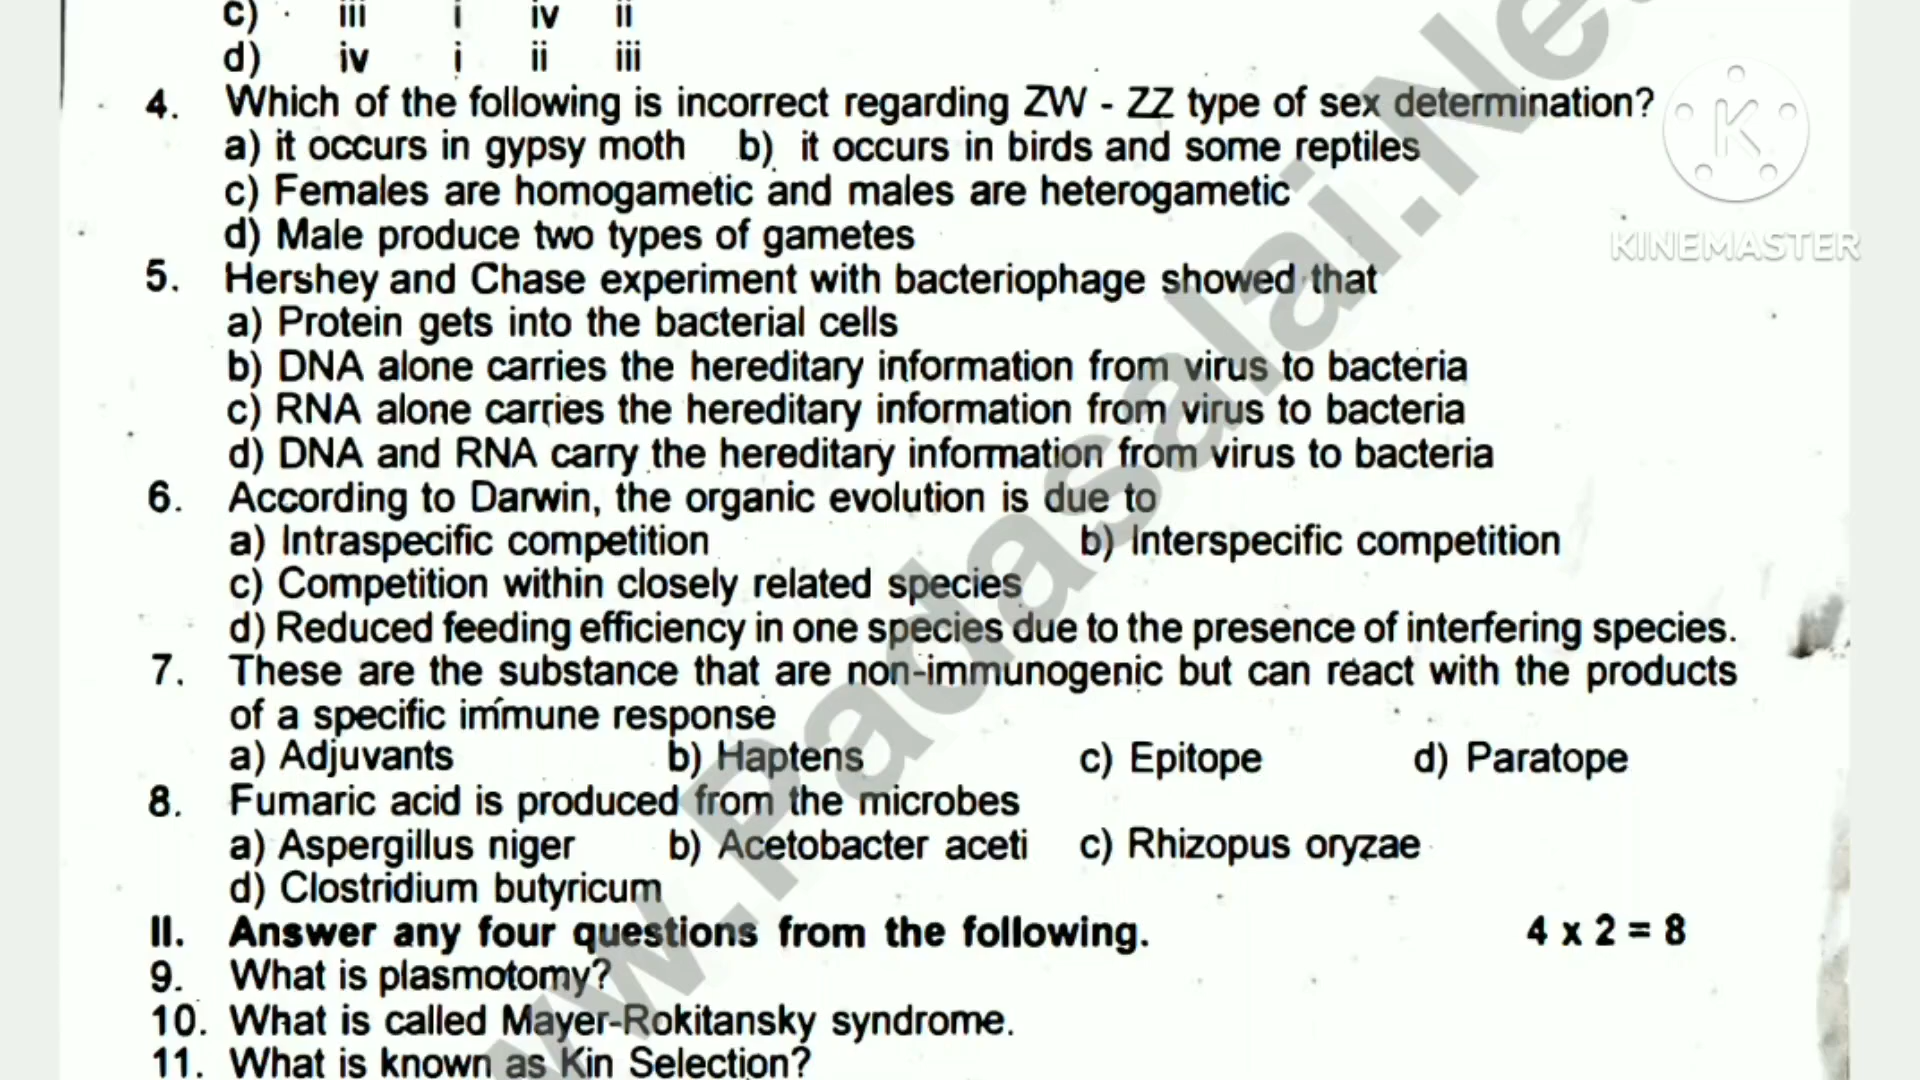 c) iii i iv ii
d) iv i ii iii
4. Which of the following is incorrect regarding ZW - ZZ type of sex determination?
a) it occurs in gypsy moth b) it occurs in birds and some reptiles
c) Females are homogametic and males are heterogametic
d) Male produce two types of gametes
5. Hershey and Chase experiment with bacteriophage showed that
a) Protein gets into the bacterial cells
b) DNA alone carries the hereditary information from virus to bacteria
c) RNA alone carries the hereditary information from virus to bacteria
d) DNA and RNA carry the hereditary information from virus to bacteria
6. According to Darwin, the organic evolution is due to
a) Intraspecific competition b) Interspecific competition
c) Competition within closely related species
d) Reduced feeding efficiency in one species due to the presence of interfering species.
7. These are the substance that are non-immunogenic but can react with the products
of a specific immune response
a) Adjuvants b) Haptens c) Epitope d) Paratope
8. Fumaric acid is produced from the microbes
a) Aspergillus niger b) Acetobacter aceti c) Rhizopus oryzae
d) Clostridium butyricum
II. Answer any four questions from the following. 4 x 2 = 8
9. What is plasmotomy?
10. What is called Mayer-Rokitansky syndrome.
11. What is known as Kin Selection?
w.Padasalai.Ne
K
KINEMASTER